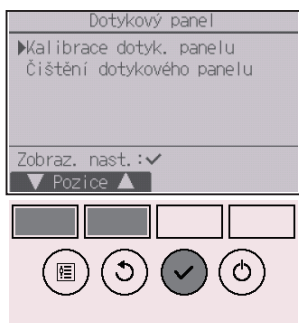 Dotykový panel
▶Kalibrace dotyk. panelu
Čištění dotykového panelu
Zobraz. nast.:✓
▼ Pozice ▲